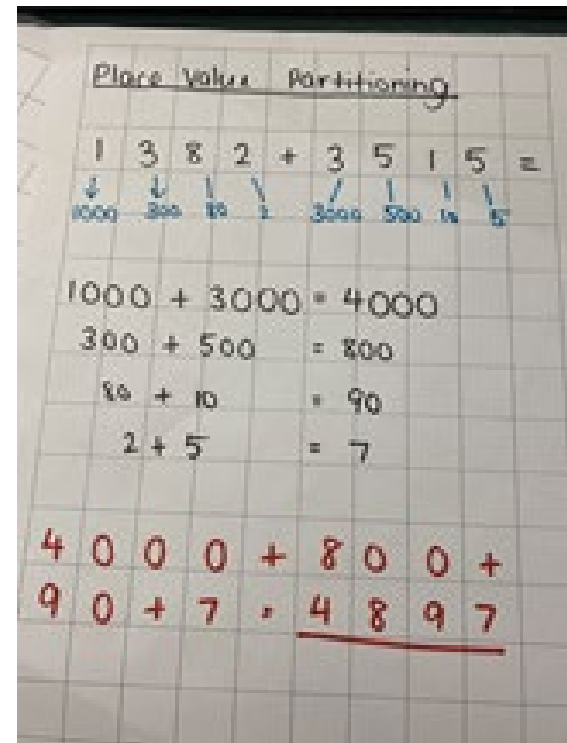 Place Value Partitioning
1 3 8 2 + 3 5 1 5 =
1000 300 80 2 3000 500 10 5
1000 + 3000 = 4000
300 + 500 = 800
80 + 10 = 90
2 + 5 = 7
4 0 0 0 + 8 0 0 +
9 0 + 7 = 4 8 9 7